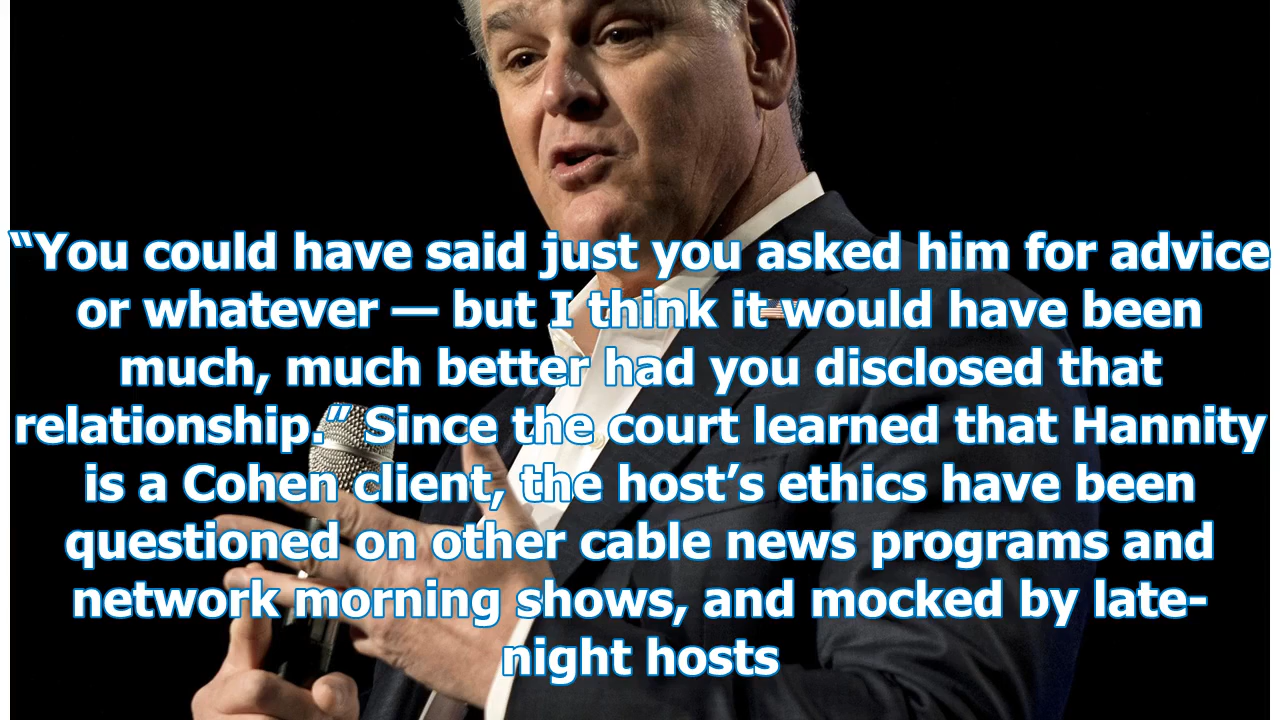 “You could have said just you asked him for advice
or whatever — but I think it would have been
much, much better had you disclosed that
relationship.” Since the court learned that Hannity
is a Cohen client, the host’s ethics have been
questioned on other cable news programs and
network morning shows, and mocked by late-
night hosts